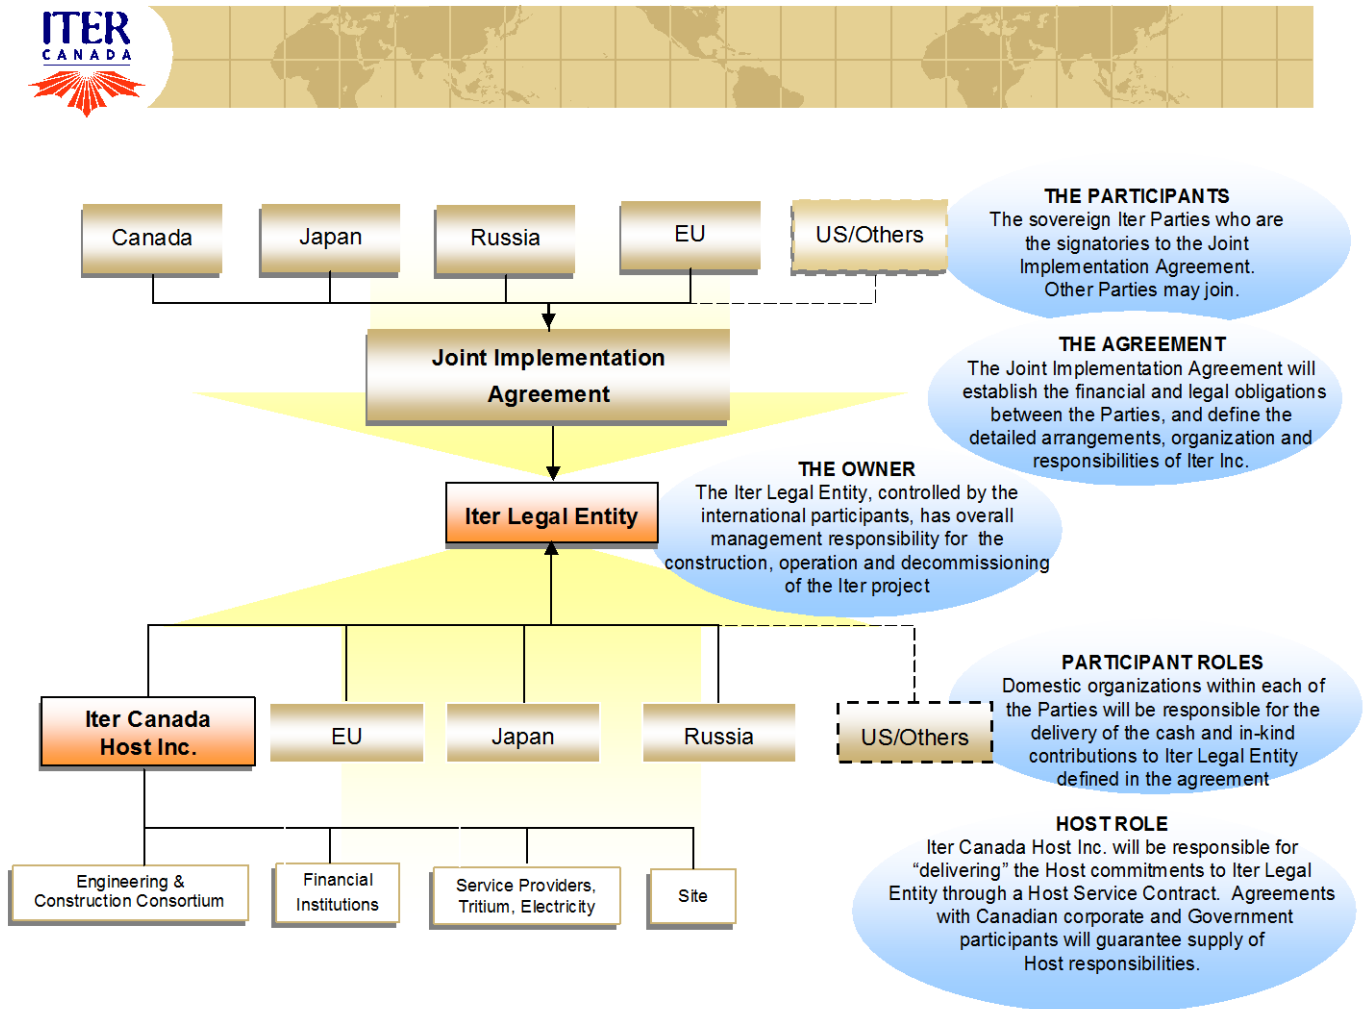 ITER
CANADA
Canada
Japan
Russia
EU
US/Others
THE PARTICIPANTS
The sovereign Iter Parties who are
the signatories to the Joint
Implementation Agreement.
Other Parties may join.
Joint Implementation
Agreement
THE AGREEMENT
The Joint Implementation Agreement will
establish the financial and legal obligations
between the Parties, and define the
detailed arrangements, organization and
responsibilities of Iter Inc.
Iter Legal Entity
THE OWNER
The Iter Legal Entity, controlled by the
international participants, has overall
management responsibility for the
construction, operation and decommissioning
of the Iter project
Iter Canada
Host Inc.
EU
Japan
Russia
US/Others
PARTICIPANT ROLES
Domestic organizations within each of
the Parties will be responsible for the
delivery of the cash and in-kind
contributions to Iter Legal Entity
defined in the agreement
Engineering &
Construction Consortium
Financial
Institutions
Service Providers,
Tritium, Electricity
Site
HOST ROLE
Iter Canada Host Inc. will be responsible for
“delivering” the Host commitments to Iter Legal
Entity through a Host Service Contract. Agreements
with Canadian corporate and Government
participants will guarantee supply of
Host responsibilities.